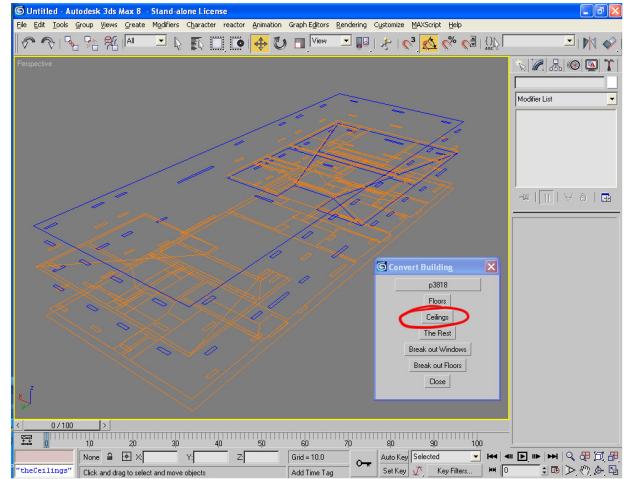 Untitled - Autodesk 3ds Max 8 - Stand-alone License
File Edit Tools Group Views Create Modifiers Character reactor Animation Graph Editors Rendering Customize MAXScript Help
All View 3 % ABC
Perspective
Modifier List
Convert Building
p3818
Floors
Ceilings
The Rest
Break out Windows
Break out Floors
Close
z
x
0 / 100
0 10 20 30 40 50 60 70 80 90 100
None X: Y: Z: Grid = 10.0 Auto Key Selected
"theCeilings" Click and drag to select and move objects Add Time Tag Set Key Key Filters... 0